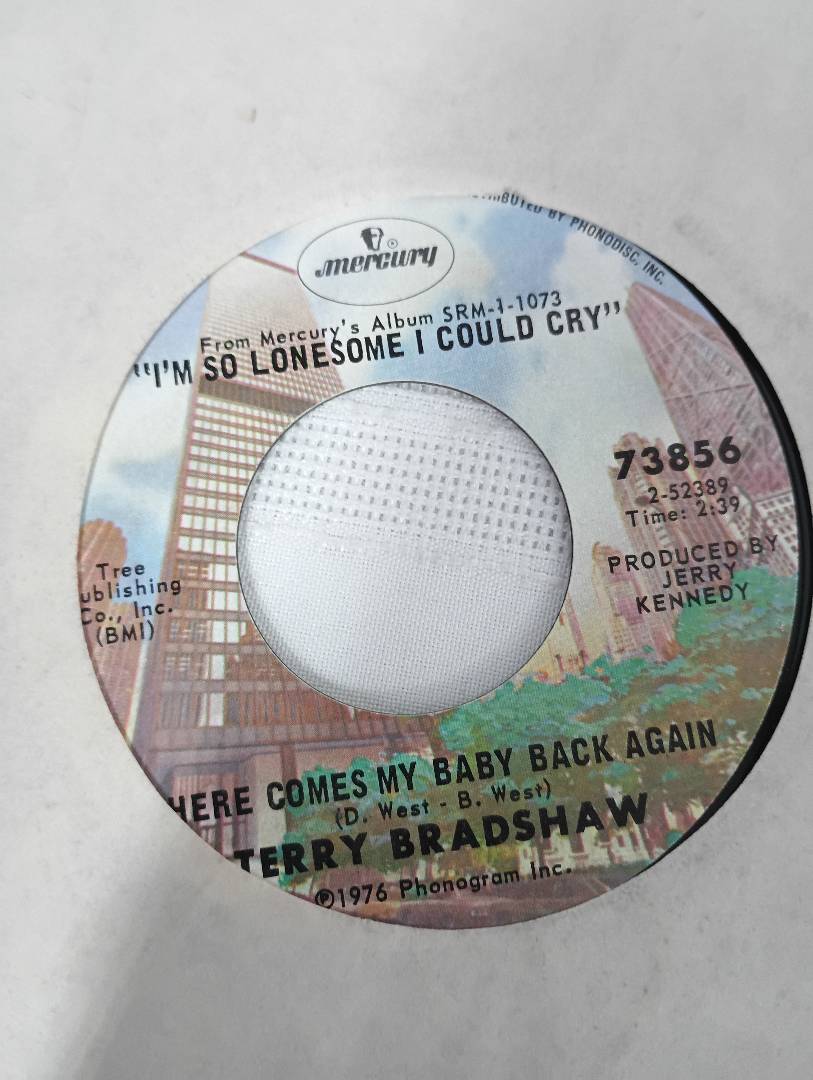 BY PHONODISC, INC.
mercury
From Mercury's Album SRM-1-1073
"I'M SO LONESOME I COULD CRY"
73856
2-52389
Time: 2:39
PRODUCED BY
JERRY
KENNEDY
Tree
ublishing
Co., Inc.
(BMI)
HERE COMES MY BABY BACK AGAIN
(D. West - B. West)
TERRY BRADSHAW
Ⓟ1976 Phonogram Inc.